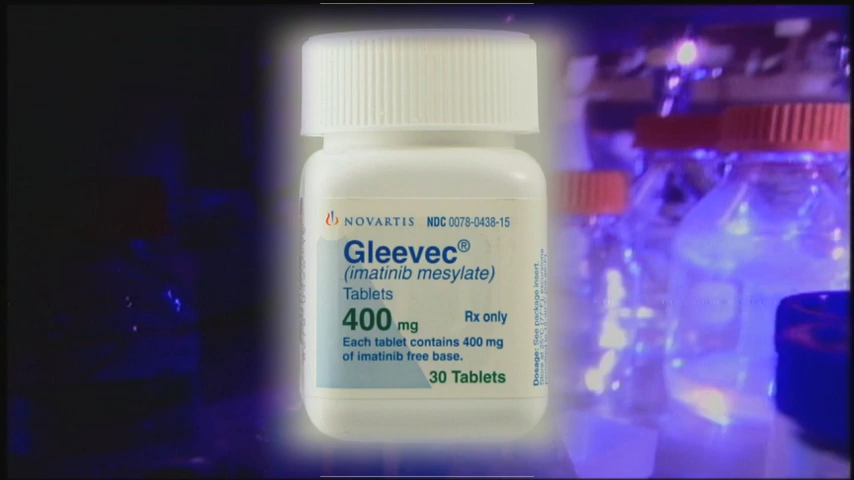 NOVARTIS NDC 0078-0438-15
Gleevec®
(imatinib mesylate)
Tablets
400 mg Rx only
Each tablet contains 400 mg
of imatinib free base.
30 Tablets
Dosage: See package insert.